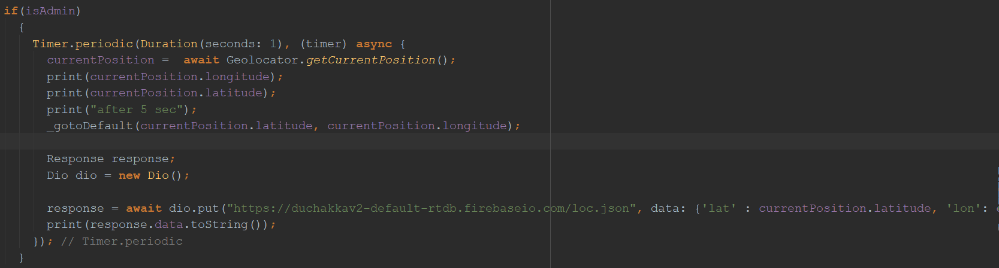 if(isAdmin)
{
Timer.periodic(Duration(seconds: 1), (timer) async {
currentPosition =  await Geolocator.getCurrentPosition();
print(currentPosition.longitude);
print(currentPosition.latitude);
print("after 5 sec");
_gotoDefault(currentPosition.latitude, currentPosition.longitude);
Response response;
Dio dio = new Dio();
response = await dio.put("https://duchakkav2-default-rtdb.firebaseio.com/loc.json", data: {'lat' : currentPosition.latitude, 'lon':
print(response.data.toString());
}); // Timer.periodic
}